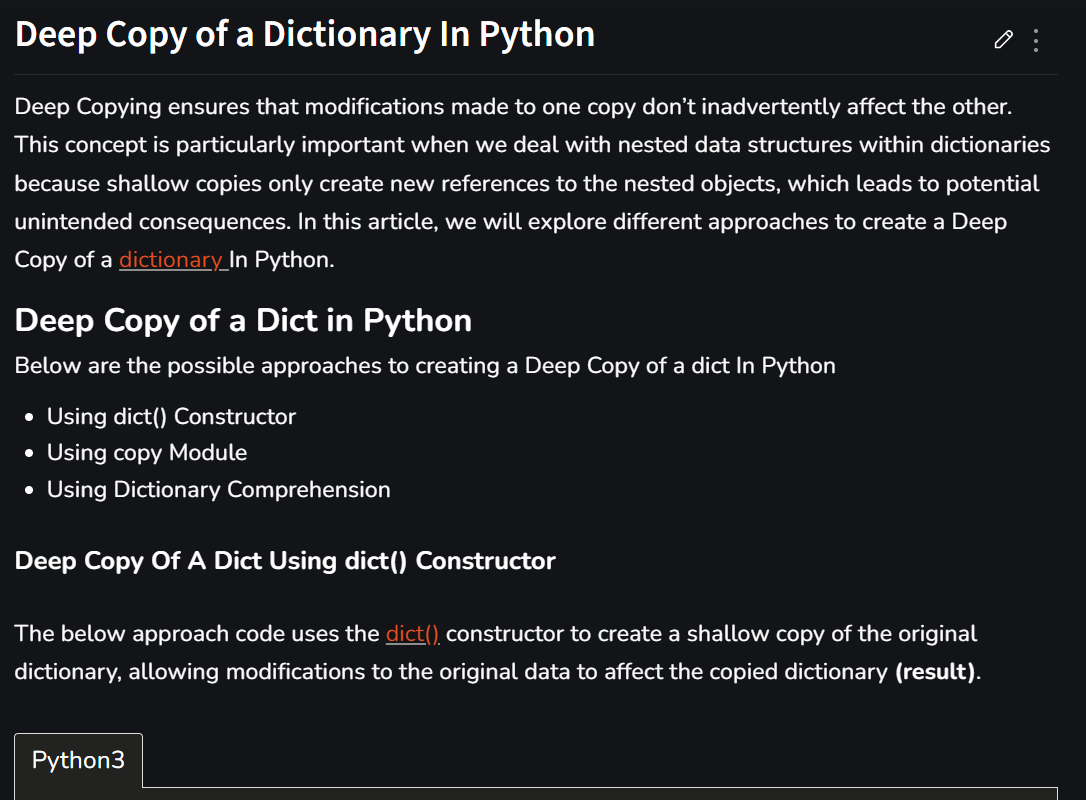 Deep Copy of a Dictionary In Python
Deep Copying ensures that modifications made to one copy don’t inadvertently affect the other.
This concept is particularly important when we deal with nested data structures within dictionaries
because shallow copies only create new references to the nested objects, which leads to potential
unintended consequences. In this article, we will explore different approaches to create a Deep
Copy of a dictionary In Python.
Deep Copy of a Dict in Python
Below are the possible approaches to creating a Deep Copy of a dict In Python
• Using dict() Constructor
• Using copy Module
• Using Dictionary Comprehension
Deep Copy Of A Dict Using dict() Constructor
The below approach code uses the dict() constructor to create a shallow copy of the original
dictionary, allowing modifications to the original data to affect the copied dictionary (result).
Python3